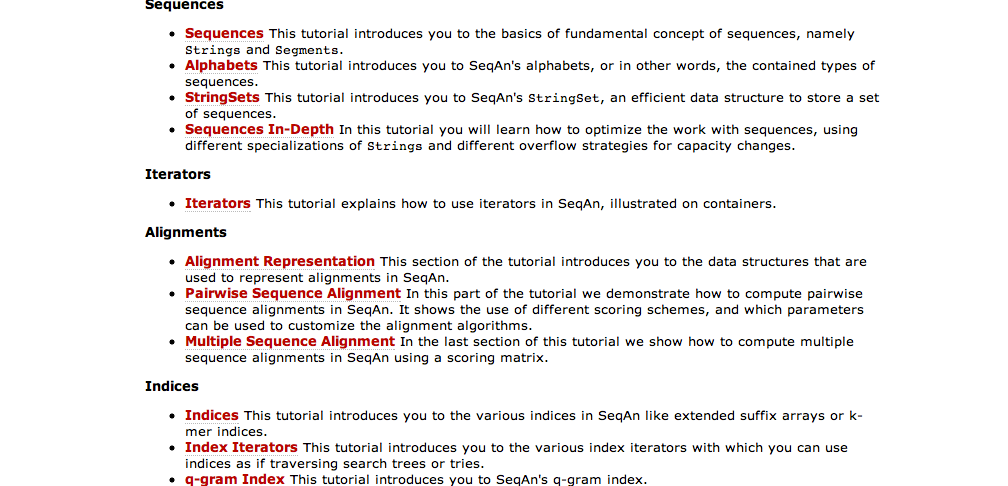 Sequences
• Sequences This tutorial introduces you to the basics of fundamental concept of sequences, namely
Strings and Segments.
• Alphabets This tutorial introduces you to SeqAn's alphabets, or in other words, the contained types of
sequences.
• StringSets This tutorial introduces you to SeqAn's StringSet, an efficient data structure to store a set
of sequences.
• Sequences In-Depth In this tutorial you will learn how to optimize the work with sequences, using
different specializations of Strings and different overflow strategies for capacity changes.
Iterators
• Iterators This tutorial explains how to use iterators in SeqAn, illustrated on containers.
Alignments
• Alignment Representation This section of the tutorial introduces you to the data structures that are
used to represent alignments in SeqAn.
• Pairwise Sequence Alignment In this part of the tutorial we demonstrate how to compute pairwise
sequence alignments in SeqAn. It shows the use of different scoring schemes, and which parameters
can be used to customize the alignment algorithms.
• Multiple Sequence Alignment In the last section of this tutorial we show how to compute multiple
sequence alignments in SeqAn using a scoring matrix.
Indices
• Indices This tutorial introduces you to the various indices in SeqAn like extended suffix arrays or k-
mer indices.
• Index Iterators This tutorial introduces you to the various index iterators with which you can use
indices as if traversing search trees or tries.
• q-gram Index This tutorial introduces you to SeqAn's q-gram index.